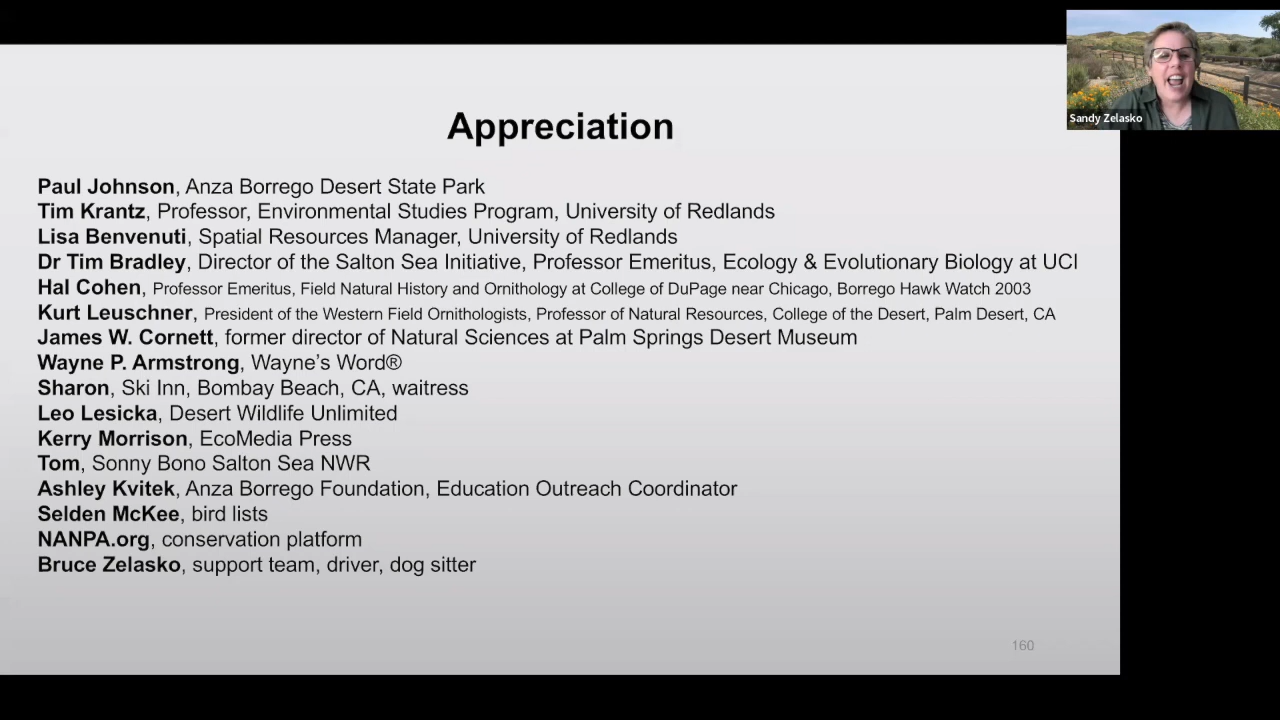 Appreciation
Sandy Zelasko
Paul Johnson, Anza Borrego Desert State Park
Tim Krantz, Professor, Environmental Studies Program, University of Redlands
Lisa Benvenuti, Spatial Resources Manager, University of Redlands
Dr Tim Bradley, Director of the Salton Sea Initiative, Professor Emeritus, Ecology & Evolutionary Biology at UCI
Hal Cohen, Professor Emeritus, Field Natural History and Ornithology at College of DuPage near Chicago, Borrego Hawk Watch 2003
Kurt Leuschner, President of the Western Field Ornithologists, Professor of Natural Resources, College of the Desert, Palm Desert, CA
James W. Cornett, former director of Natural Sciences at Palm Springs Desert Museum
Wayne P. Armstrong, Wayne’s Word®
Sharon, Ski Inn, Bombay Beach, CA, waitress
Leo Lesicka, Desert Wildlife Unlimited
Kerry Morrison, EcoMedia Press
Tom, Sonny Bono Salton Sea NWR
Ashley Kvitek, Anza Borrego Foundation, Education Outreach Coordinator
Selden McKee, bird lists
NANPA.org, conservation platform
Bruce Zelasko, support team, driver, dog sitter
160